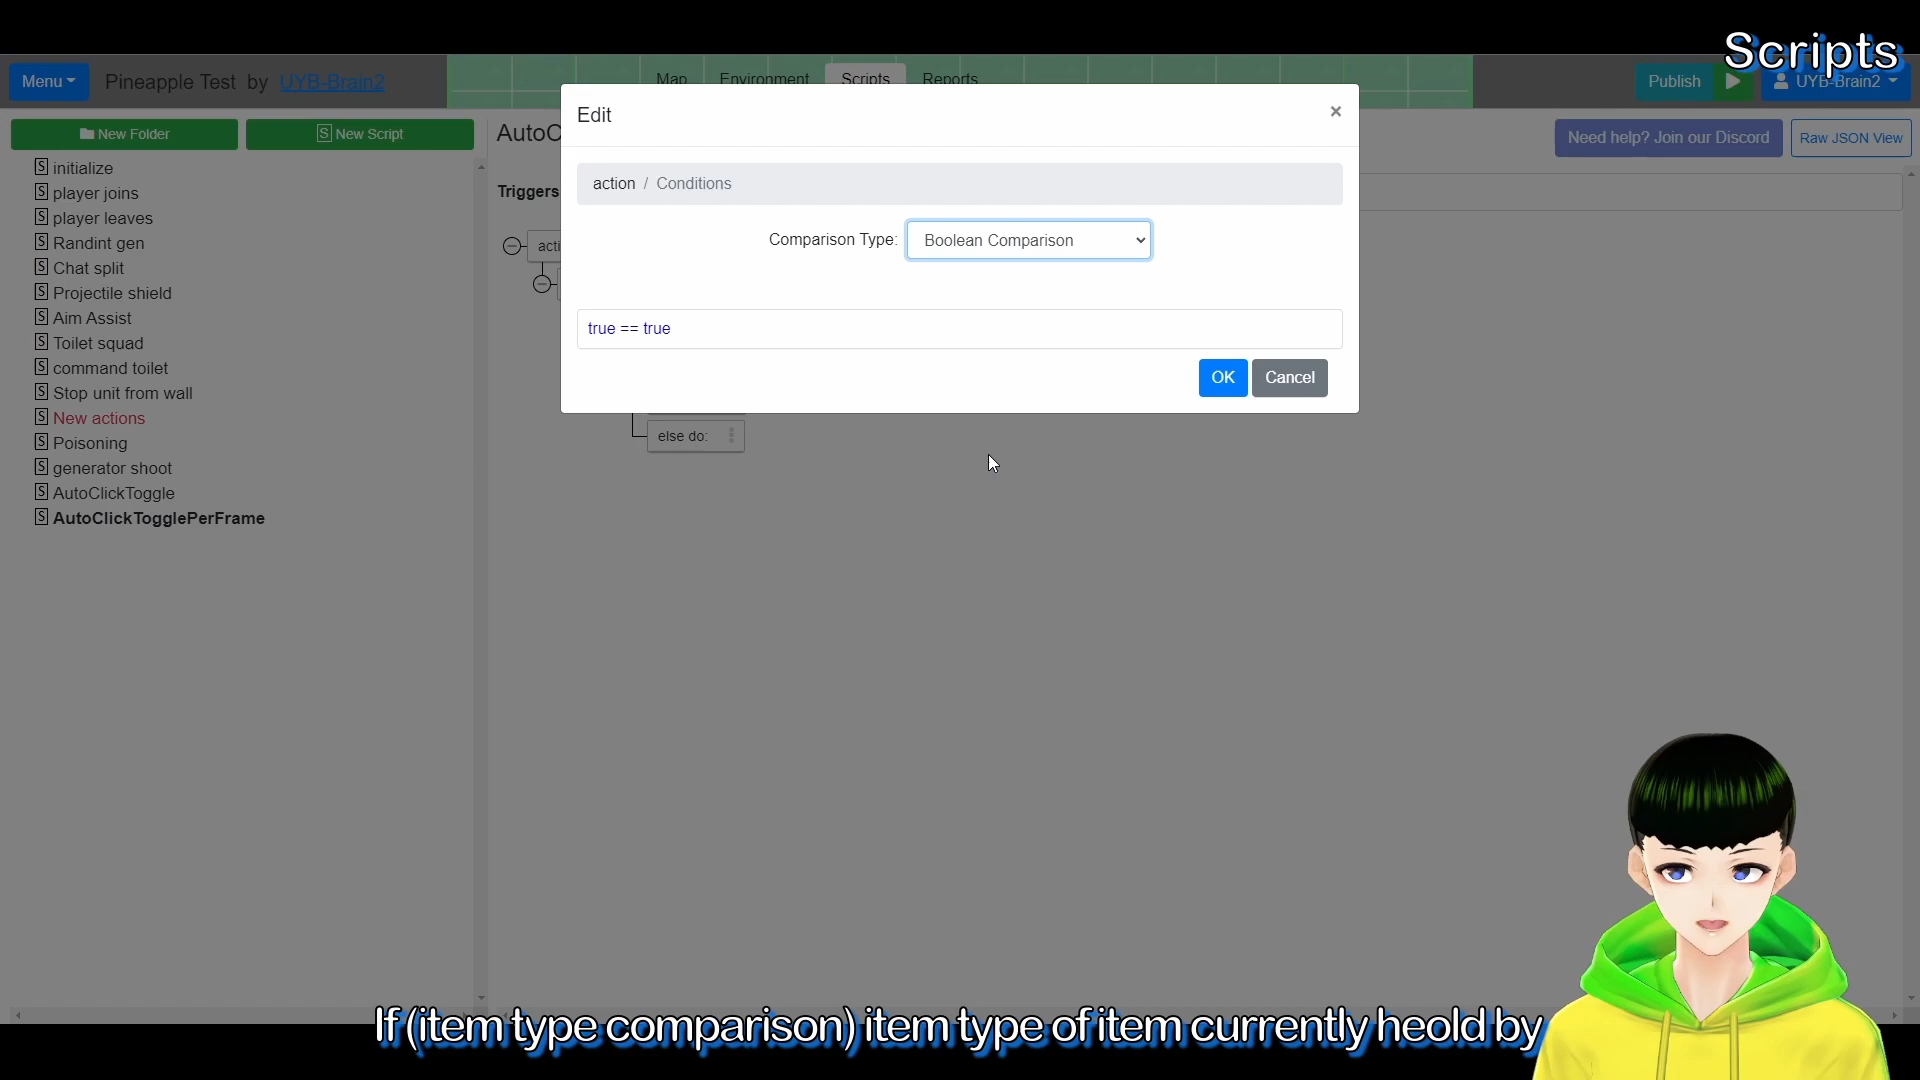 Scripts
Menu
Pineapple Test by UYB-Brain2
Map
Environment
Scripts
Reports
Publish
UYB-Brain2
New Folder
S New Script
Need help? Join our Discord
Raw JSON View
AutoC
Triggers
acti
S initialize
S player joins
S player leaves
S Randint gen
S Chat split
S Projectile shield
S Aim Assist
S Toilet squad
S command toilet
S Stop unit from wall
S New actions
S Poisoning
S generator shoot
S AutoClickToggle
S AutoClickTogglePerFrame
Edit
×
action / Conditions
Comparison Type: Boolean Comparison
true == true
OK
Cancel
else do:
If (item type comparison) item type of item currently heold by